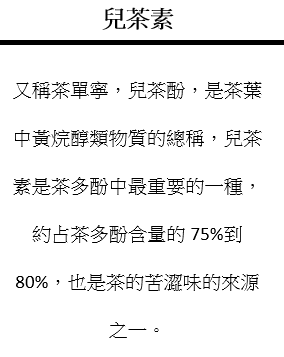 兒茶素
又稱茶單寧，兒茶酚，是茶葉
中黃烷醇類物質的總稱，兒茶
素是茶多酚中最重要的一種，
約占茶多酚含量的 75%到
80%，也是茶的苦澀味的來源
之一。